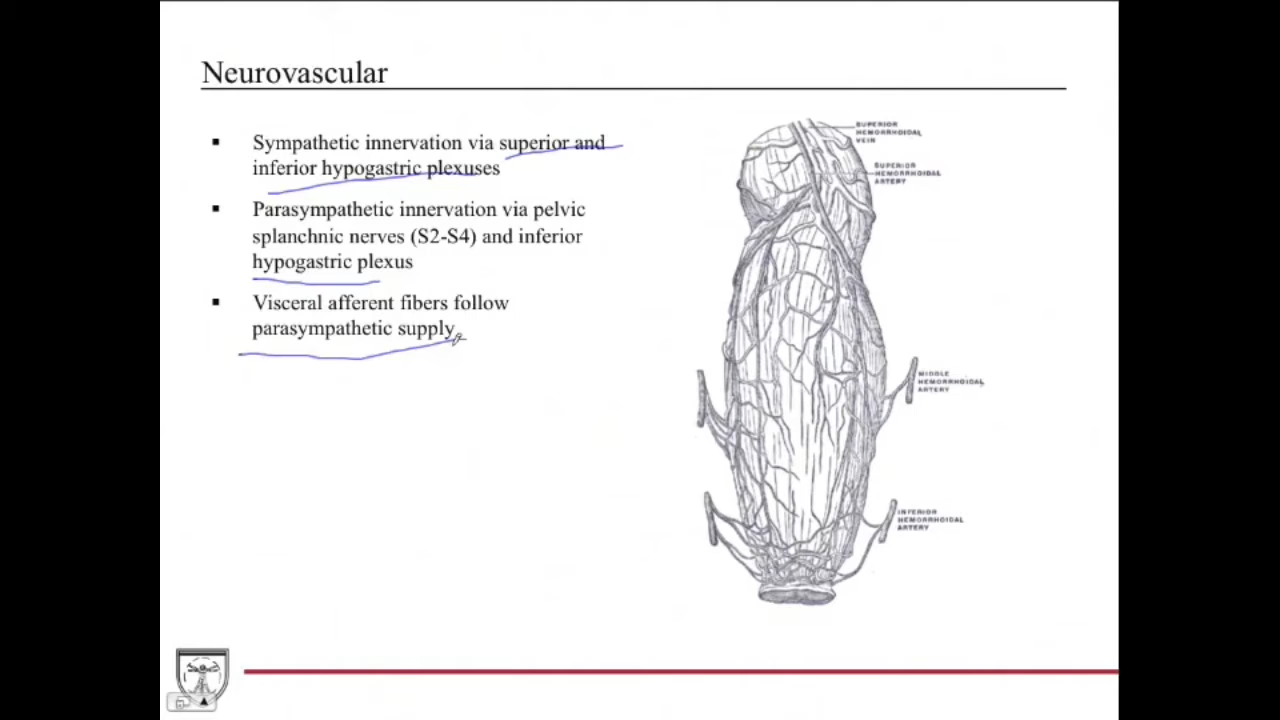 Neurovascular
▪ Sympathetic innervation via superior and
inferior hypogastric plexuses
▪ Parasympathetic innervation via pelvic
splanchnic nerves (S2-S4) and inferior
hypogastric plexus
▪ Visceral afferent fibers follow
parasympathetic supply
SUPERIOR
HEMORRHOIDAL
VEIN
SUPERIOR
HEMORRHOIDAL
ARTERY
MIDDLE
HEMORRHOIDAL
ARTERY
INFERIOR
HEMORRHOIDAL
ARTERY